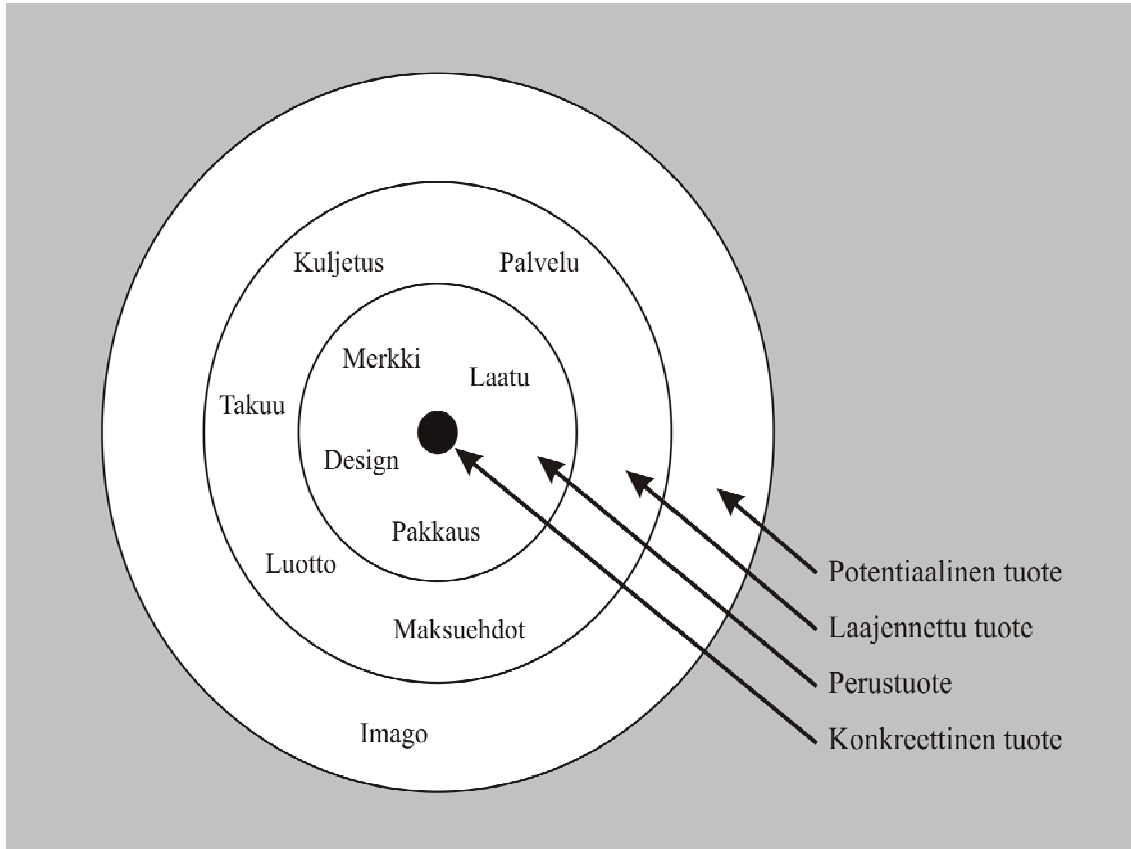 Kuljetus
Palvelu
Merkki
Laatu
Takuu
Design
Pakkaus
Luotto
Maksuehdot
Imago
Potentiaalinen tuote
Laajennettu tuote
Perustuote
Konkreettinen tuote